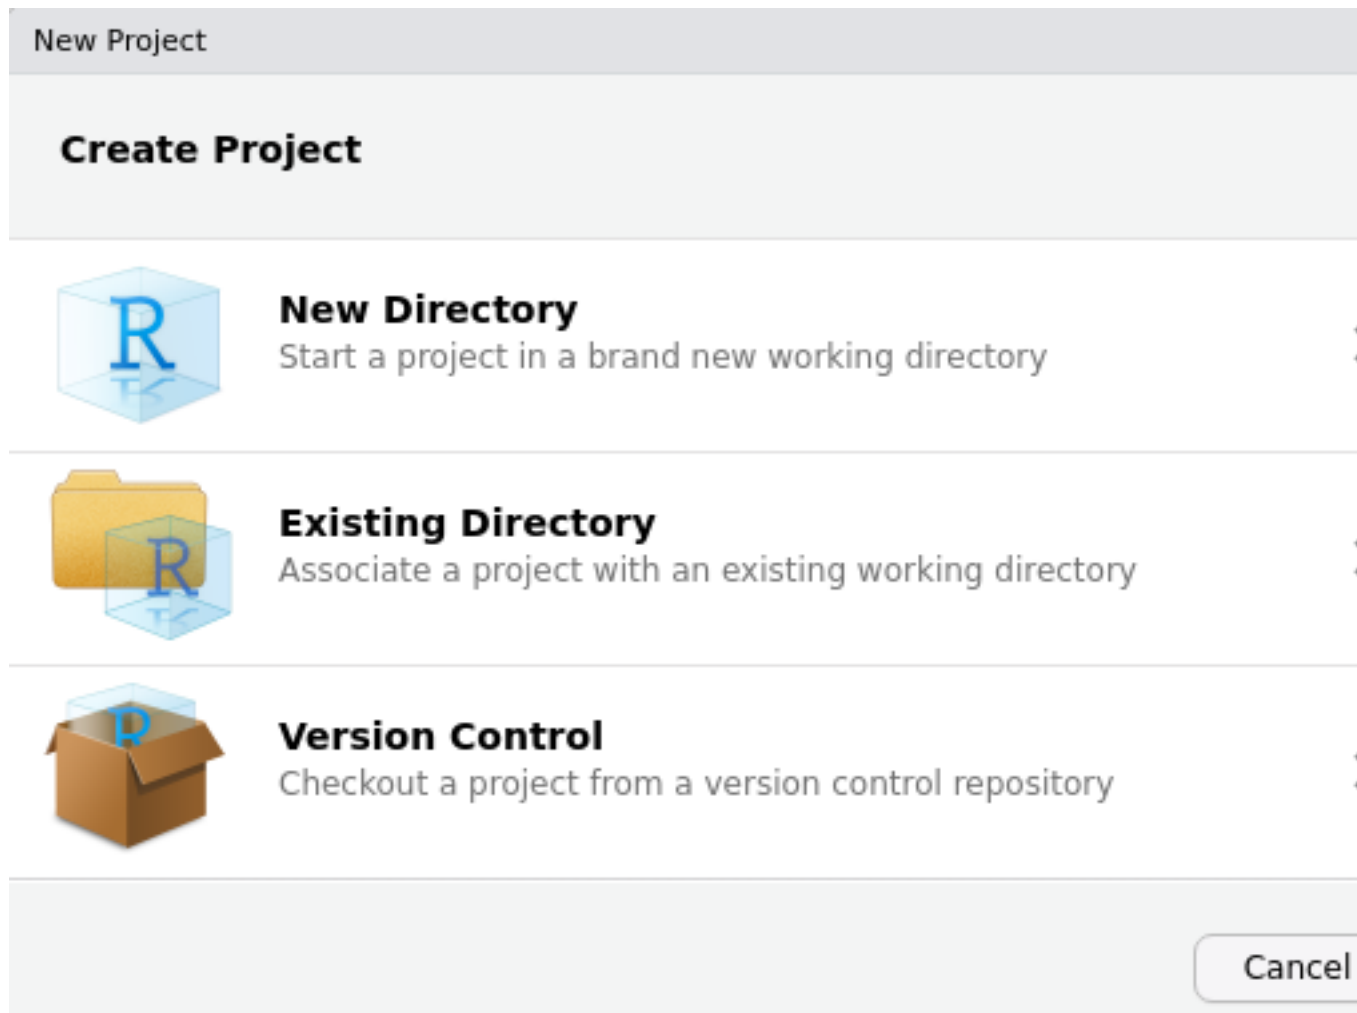 New Project
Create Project
R
New Directory
Start a project in a brand new working directory
R
Existing Directory
Associate a project with an existing working directory
R
Version Control
Checkout a project from a version control repository
Cancel